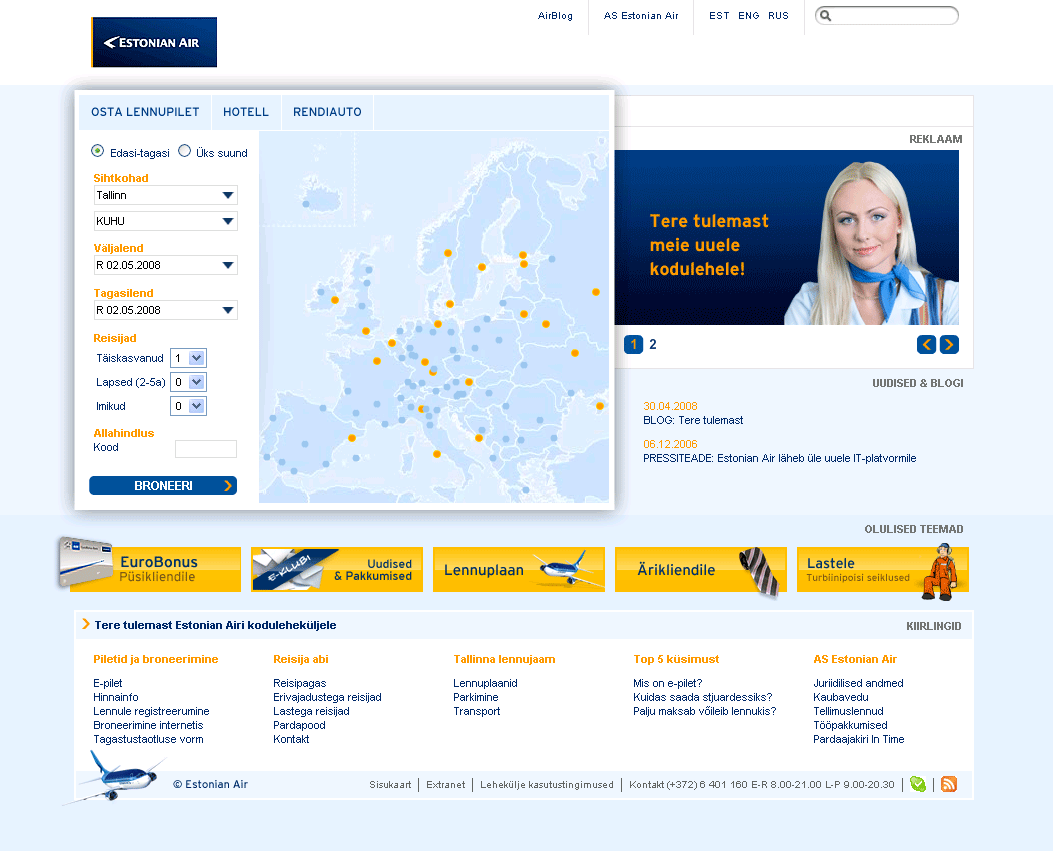 AirBlog
AS Estonian Air
EST ENG RUS
ESTONIAN AIR
OSTA LENNUPILET
HOTELL
RENDIAUTO
Edasi-tagasi
Üks suund
Sihtkohad
Tallinn
KUHU
Väljalend
R 02.05.2008
Tagasilend
R 02.05.2008
Reisijad
Täiskasvanud 1
Lapsed (2-5a) 0
Imikud 0
Allahindlus
Kood
BRONEERI
REKLAAM
Tere tulemast
meie uuele
kodulehele!
1 2
UUDISED & BLOGI
30.04.2008
BLOG: Tere tulemast
06.12.2006
PRESSITEADE: Estonian Air läheb üle uuele IT-platvormile
OLULISED TEEMAD
EuroBonus
Püsikliendile
E-KLUBI
Uudised
& Pakkumised
Lennuplaan
Ärikliendile
Lastele
Turbiinipoisi seiklused
Tere tulemast Estonian Airi koduleheküljele
KIIRLINGID
Piletid ja broneerimine
E-pilet
Hinnainfo
Lennule registreerumine
Broneerimine internetis
Tagastustaotluse vorm
Reisija abi
Reisipagas
Erivajadustega reisijad
Lastega reisijad
Pardapood
Kontakt
Tallinna lennujaam
Lennuplaanid
Parkimine
Transport
Top 5 küsimust
Mis on e-pilet?
Kuidas saada stjuardessiks?
Palju maksab võileib lennukis?
AS Estonian Air
Juriidilised andmed
Kaubavedu
Tellimuslennud
Tööpakkumised
Pardaajakiri In Time
© Estonian Air
Sisukaart
Extranet
Lehekülje kasutustingimused
Kontakt (+372) 6 401 160 E-R 8.00-21.00 L-P 9.00-20.30